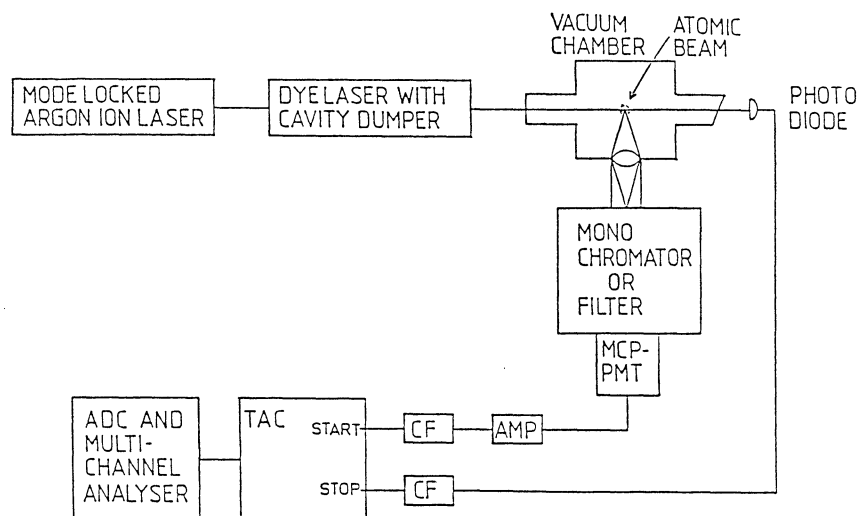 VACUUM
CHAMBER
ATOMIC
BEAM
MODE LOCKED
ARGON ION LASER
DYE LASER WITH
CAVITY DUMPER
PHOTO
DIODE
MONO
CHROMATOR
OR
FILTER
MCP-
PMT
ADC AND
MULTI-
CHANNEL
ANALYSER
TAC
START
CF
AMP
STOP
CF